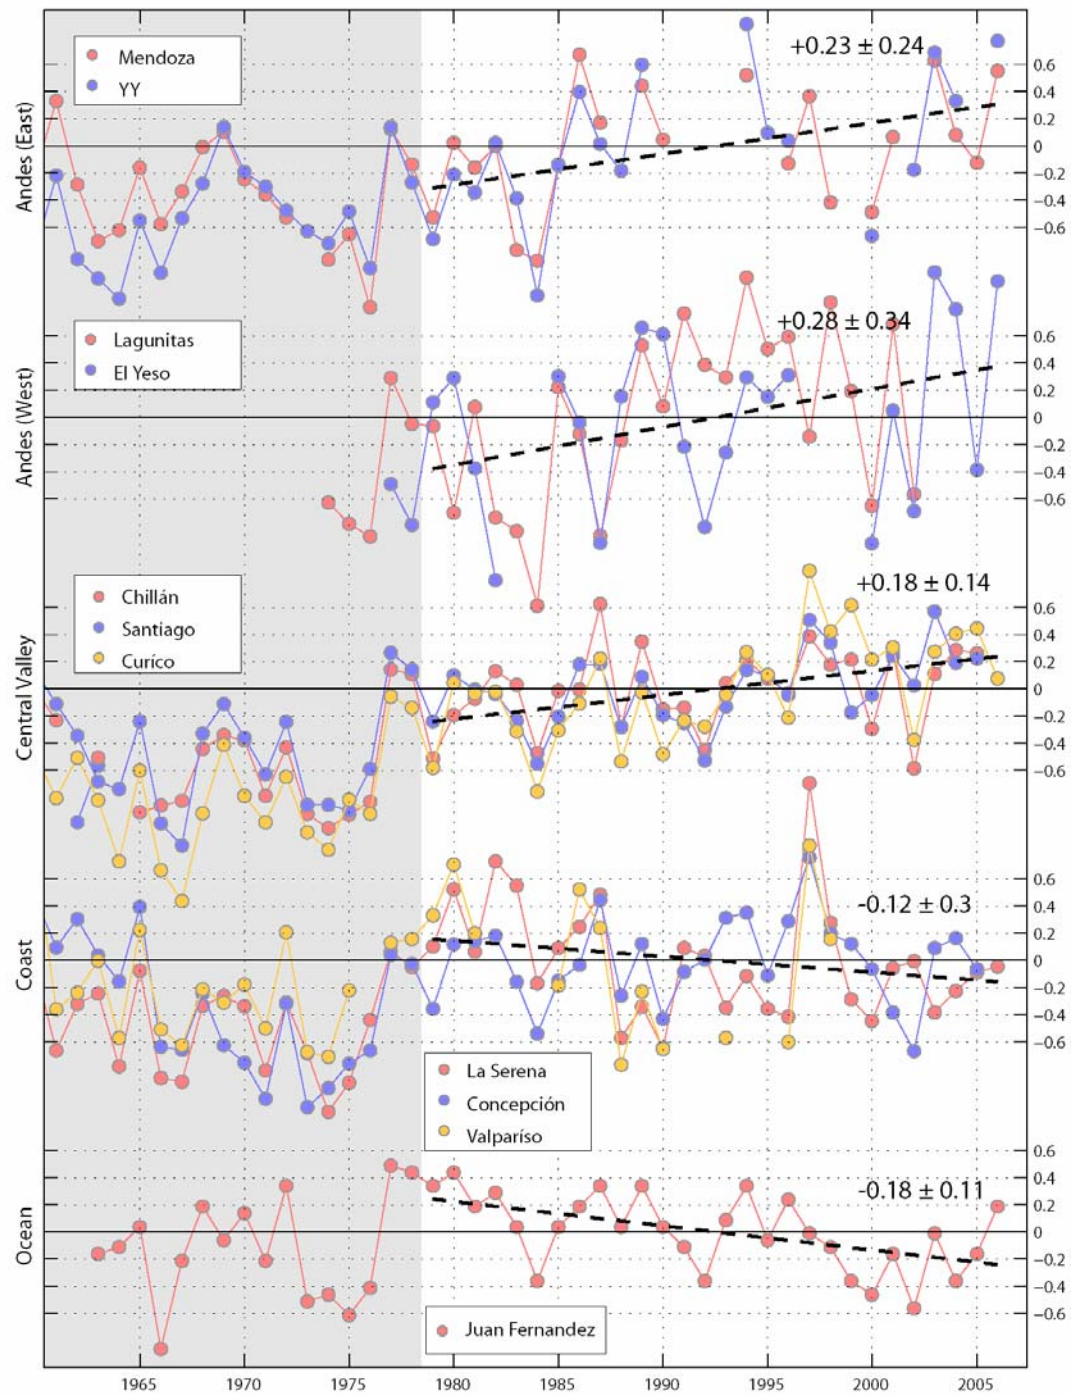 Andes (East)
Mendoza
YY
+0.23 ± 0.24
0.6
0.4
0.2
0
-0.2
-0.4
-0.6
Andes (West)
Lagunitas
El Yeso
+0.28 ± 0.34
0.6
0.4
0.2
0
-0.2
-0.4
-0.6
Central Valley
Chillán
Santiago
Curíco
+0.18 ± 0.14
0.6
0.4
0.2
0
-0.2
-0.4
-0.6
Coast
-0.12 ± 0.3
0.6
0.4
0.2
0
-0.2
-0.4
-0.6
La Serena
Concepción
Valparíso
Ocean
-0.18 ± 0.11
0.6
0.4
0.2
0
-0.2
-0.4
-0.6
Juan Fernandez
1965 1970 1975 1980 1985 1990 1995 2000 2005